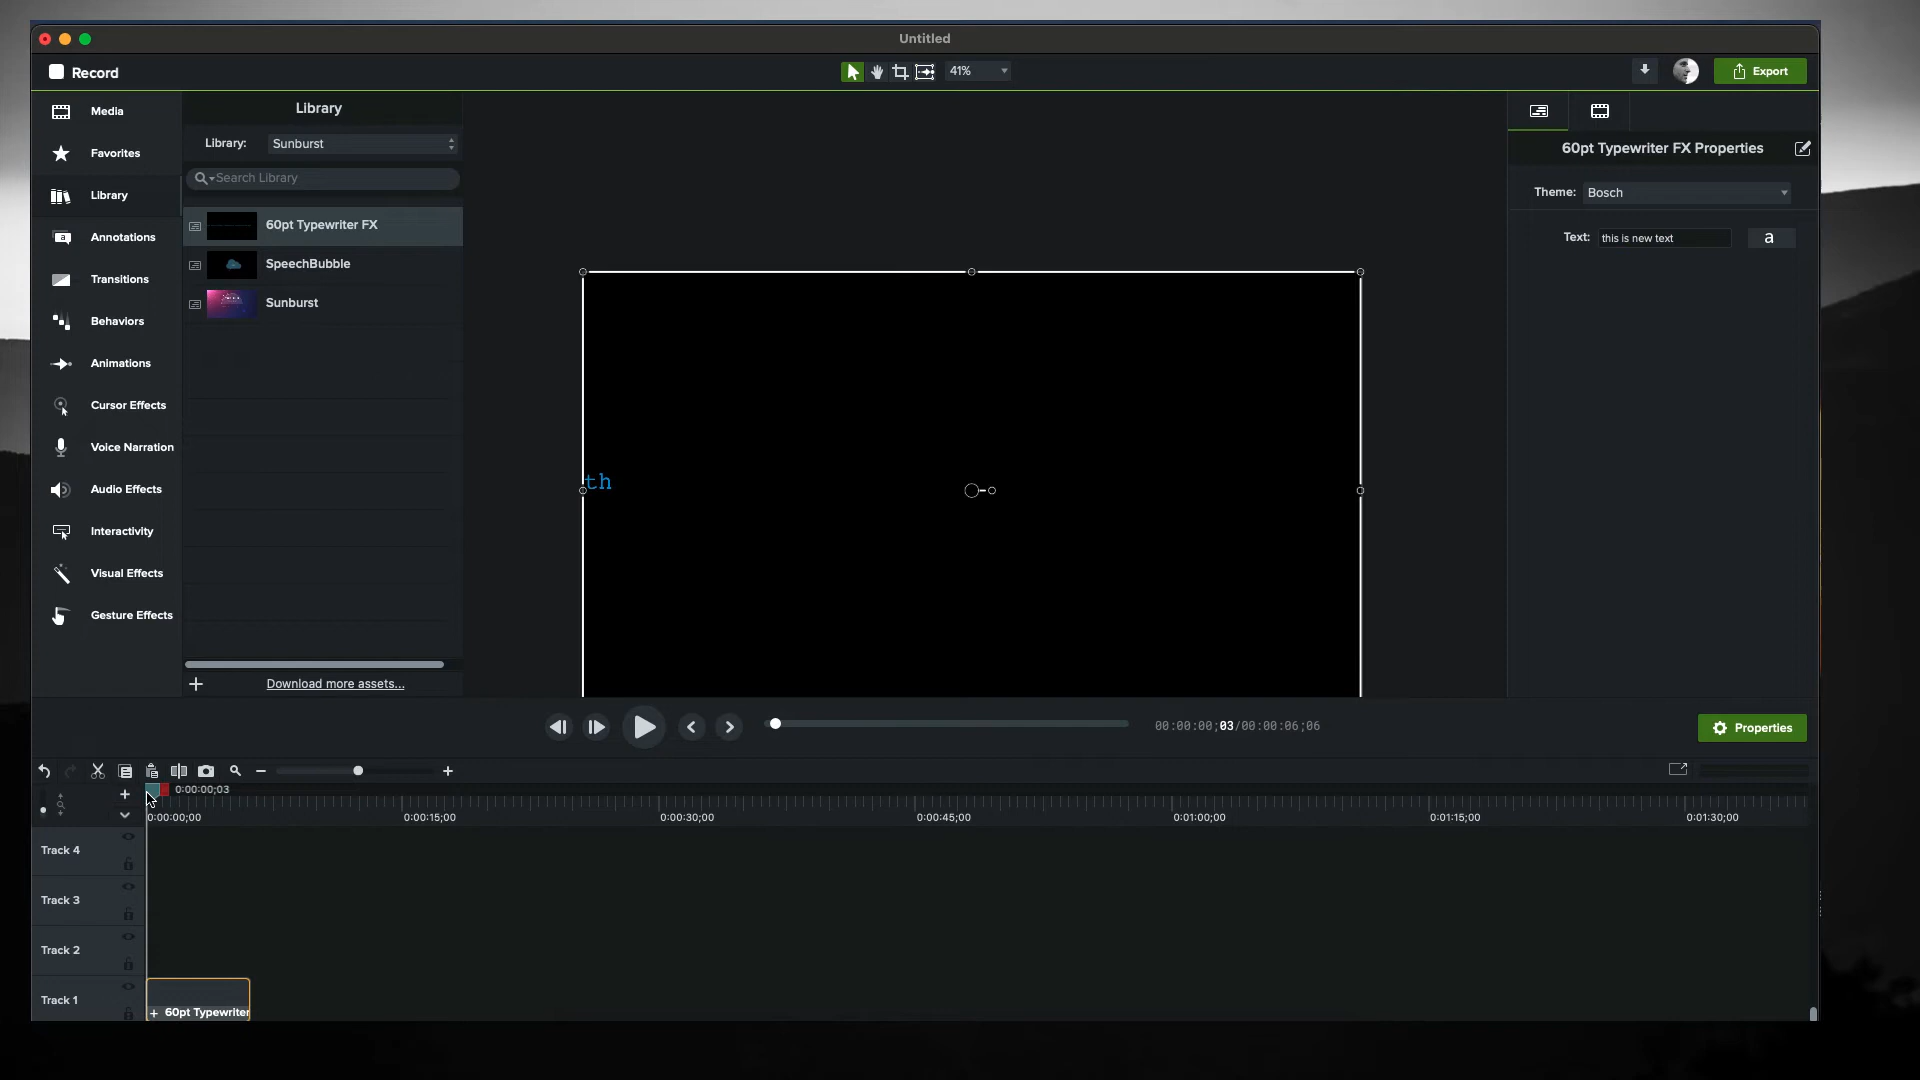 Untitled
Record
41%
Export
Media
Favorites
Library
Annotations
Transitions
Behaviors
Animations
Cursor Effects
Voice Narration
Audio Effects
Interactivity
Visual Effects
Gesture Effects
Library
Library: Sunburst
Search Library
60pt Typewriter FX
SpeechBubble
Sunburst
Download more assets...
th
60pt Typewriter FX Properties
Theme: Bosch
Text: this is new text a
00:00:00;03/00:00:06;06
Properties
0:00:00;03
0:00:00;00 0:00:15;00 0:00:30;00 0:00:45;00 0:01:00;00 0:01:15;00 0:01:30;00
Track 4
Track 3
Track 2
Track 1
+ 60pt Typewriter